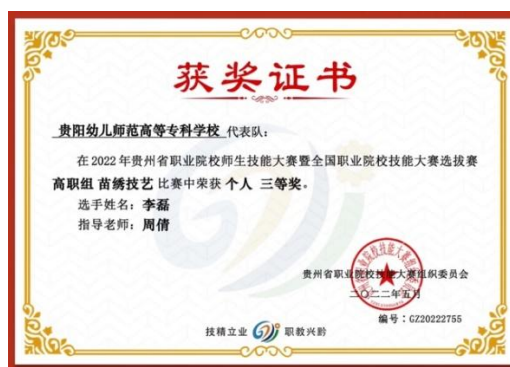 获奖证书
贵阳幼儿师范高等专科学校 代表队：
在 2022 年贵州省职业院校师生技能大赛暨全国职业院校技能大赛选拔赛
高职组 苗绣技艺 比赛中荣获 个人 三等奖。
选手姓名：李磊
指导老师：周倩
贵州省职业院校技能大赛组织委员会
二〇二二年五月
编号：GZ20222755
技精立业 职教兴黔